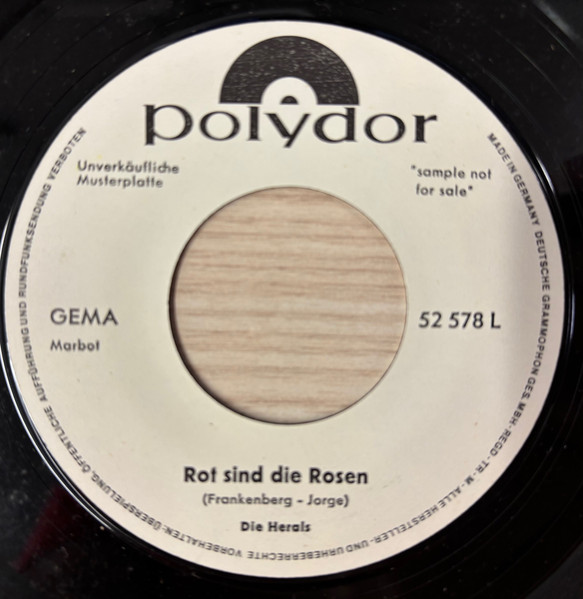 polydor
Unverkäufliche
Musterplatte
"sample not
for sale"
GEMA
Marbot
52 578 L
Rot sind die Rosen
(Frankenberg - Jorge)
Die Herals
MADE IN GERMANY DEUTSCHE GRAMMOPHON GES. MBH · REGD · TR · M · ALLE HERSTELLER- UND URHEBERRECHTE VORBEHALTEN · ÜBERSPIELUNG, ÖFFENTLICHE AUFFÜHRUNG UND RUNDFUNKSENDUNG VERBOTEN